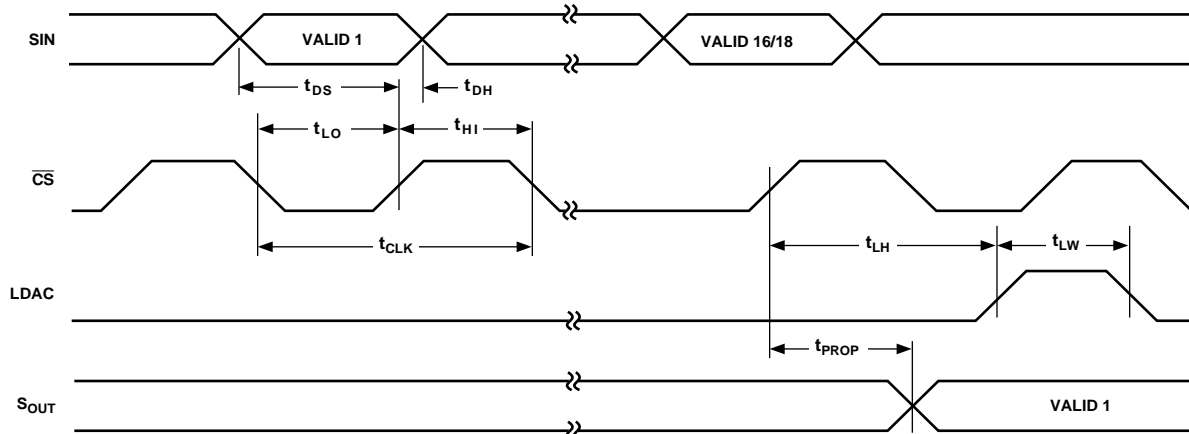 SIN
VALID 1
VALID 16/18
tDS
tDH
tLO
tHI
CS
tCLK
tLH
tLW
LDAC
tPROP
SOUT
VALID 1